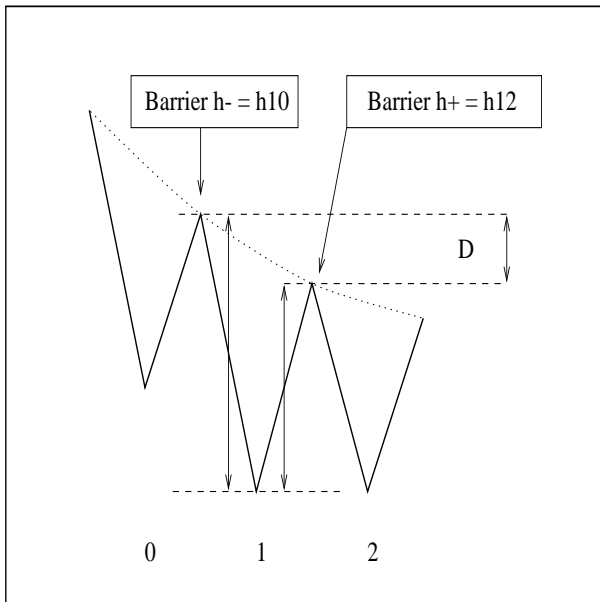 Barrier h- = h10
Barrier h+ = h12
D
0 1 2